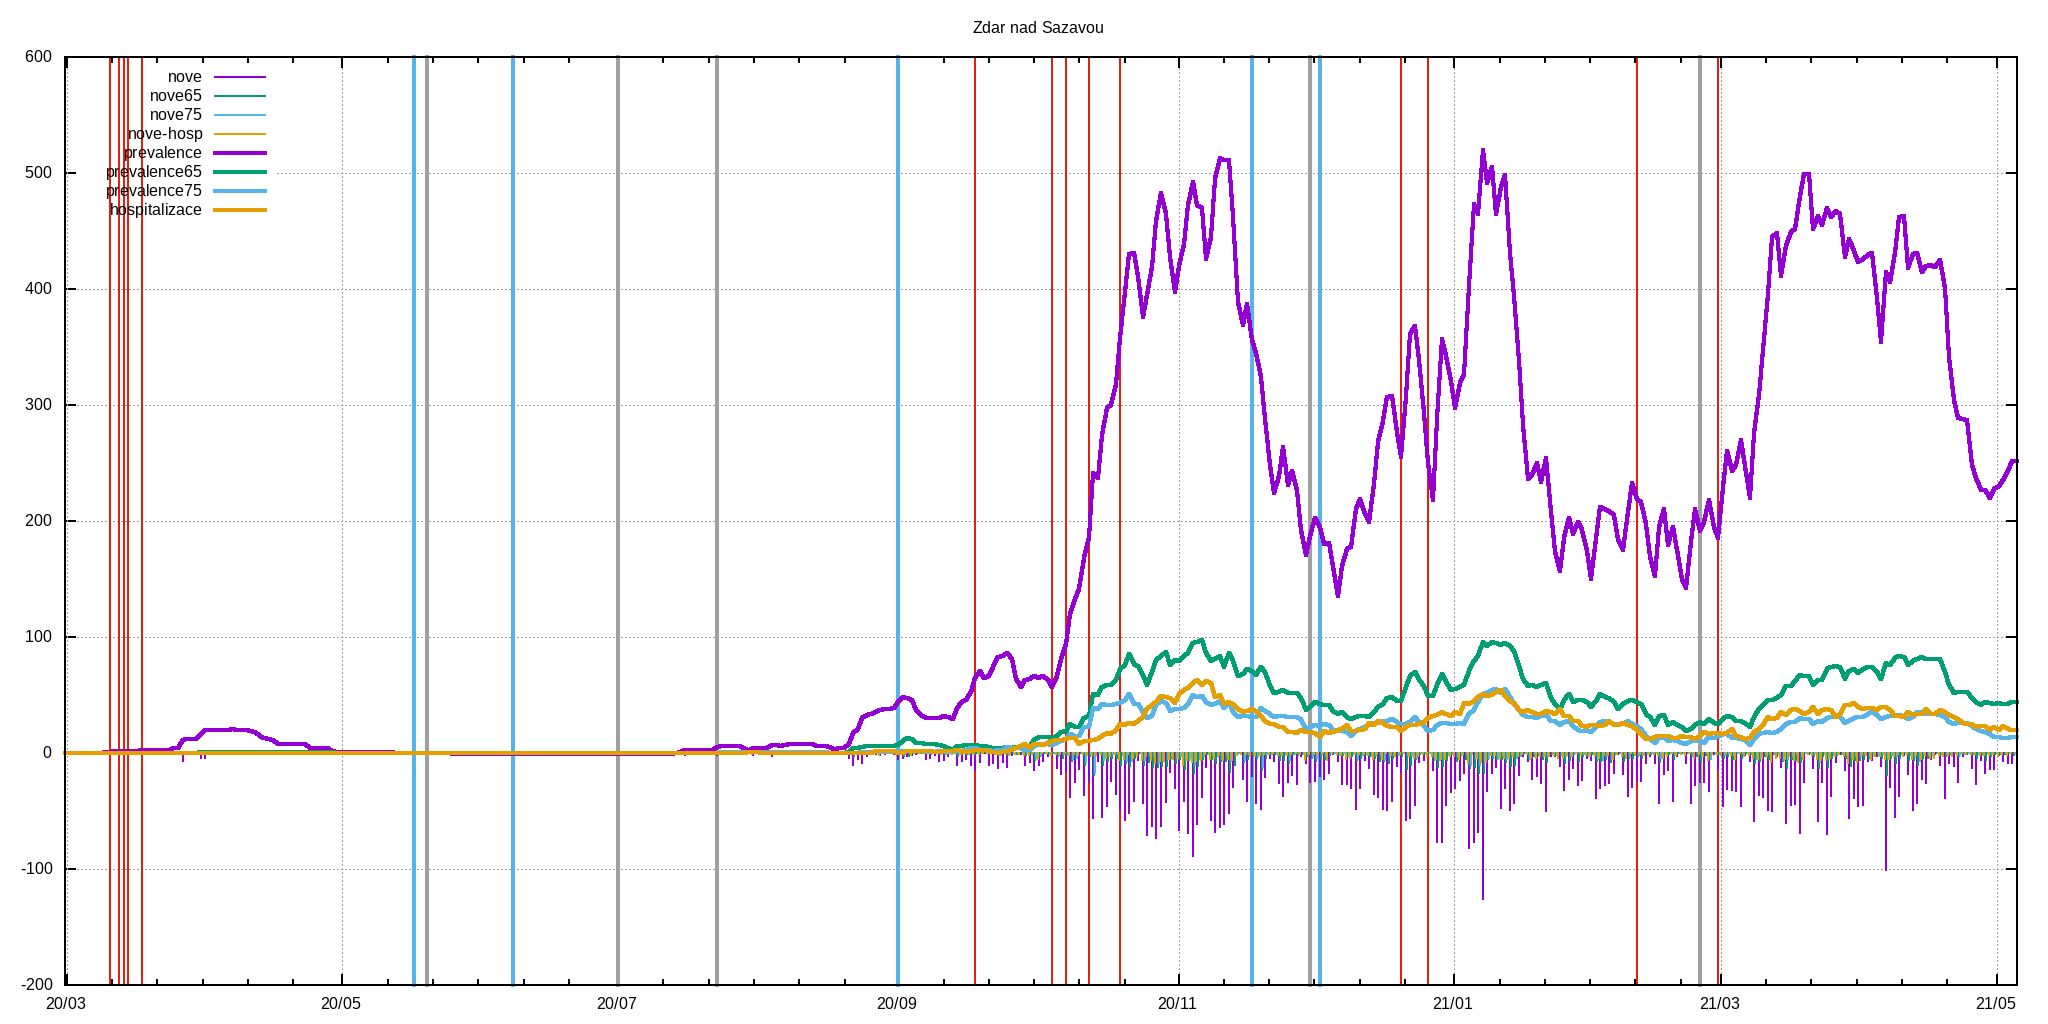 Zdar nad Sazavou
600
500
400
300
200
100
0
-100
-200
nove
nove65
nove75
nove-hosp
prevalence
prevalence65
prevalence75
hospitalizace
20/03 20/05 20/07 20/09 20/11 21/01 21/03 21/05